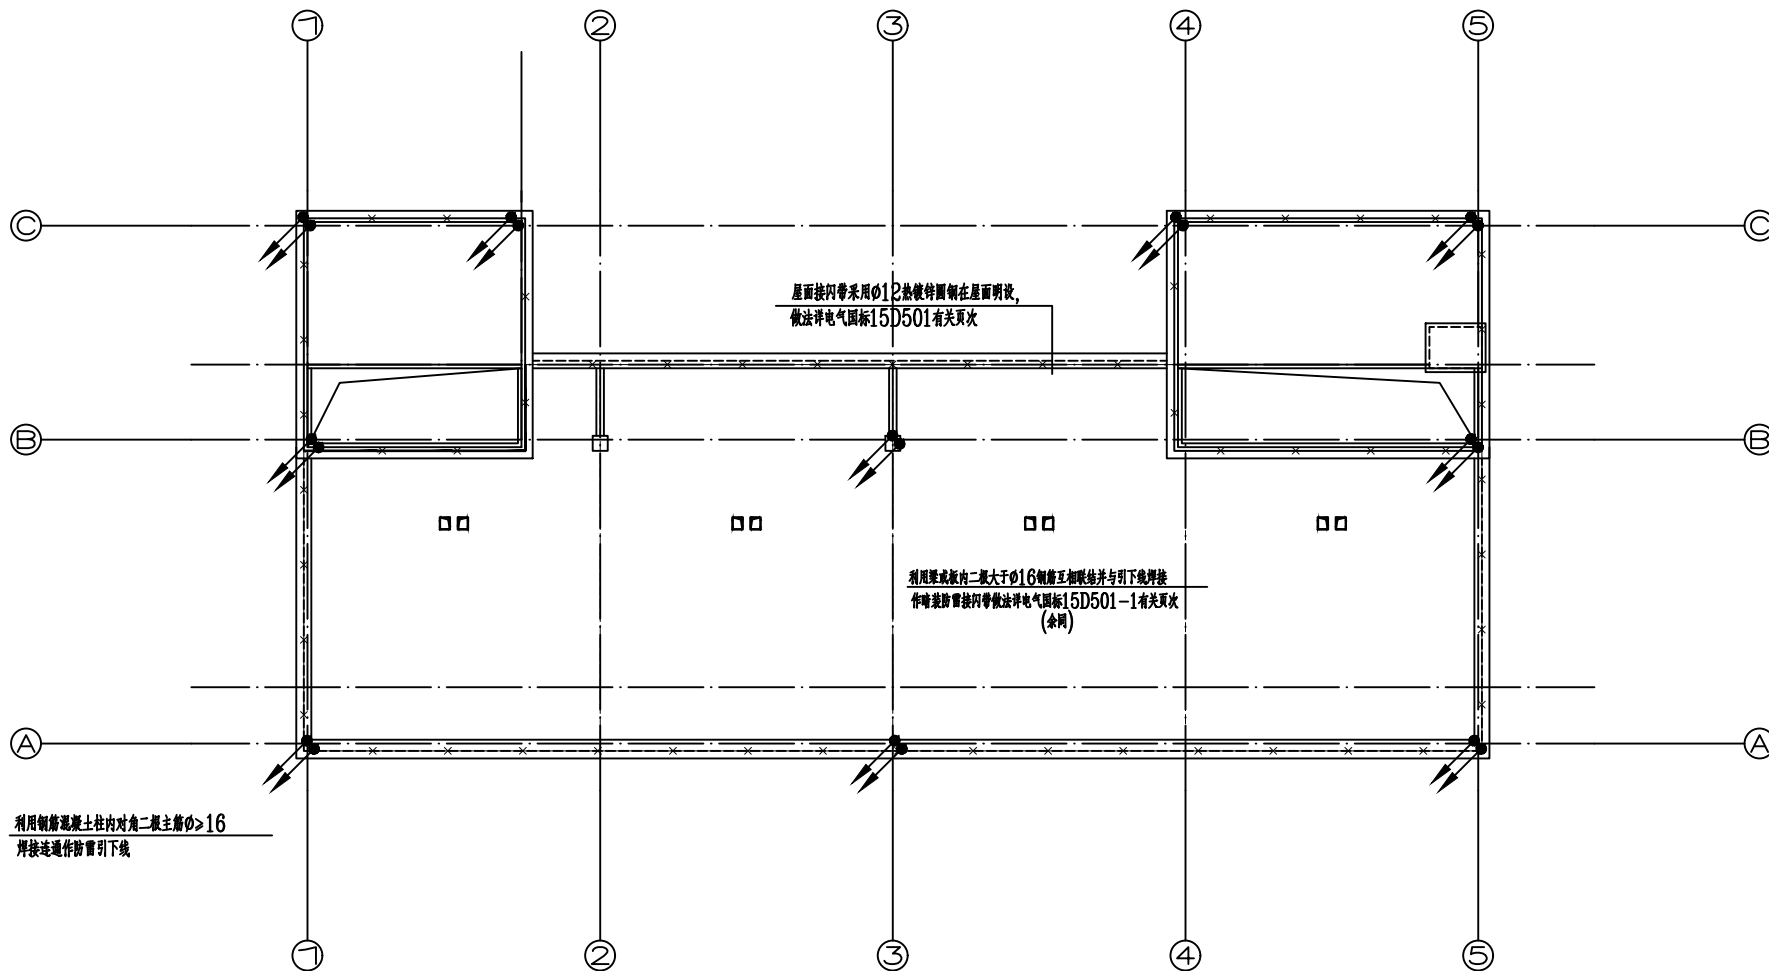 1 2 3 4 5
C C
屋面接闪带采用Ø12热镀锌圆钢在屋面明设,
做法详电气国标15D501有关页次
B B
利用梁或板内二根大于Ø16钢筋互相联结并与引下线焊接
作暗装防雷接闪带做法详电气国标15D501-1有关页次
(余同)
A A
利用钢筋混凝土柱内对角二根主筋Ø≥16
焊接连通作防雷引下线
1 2 3 4 5